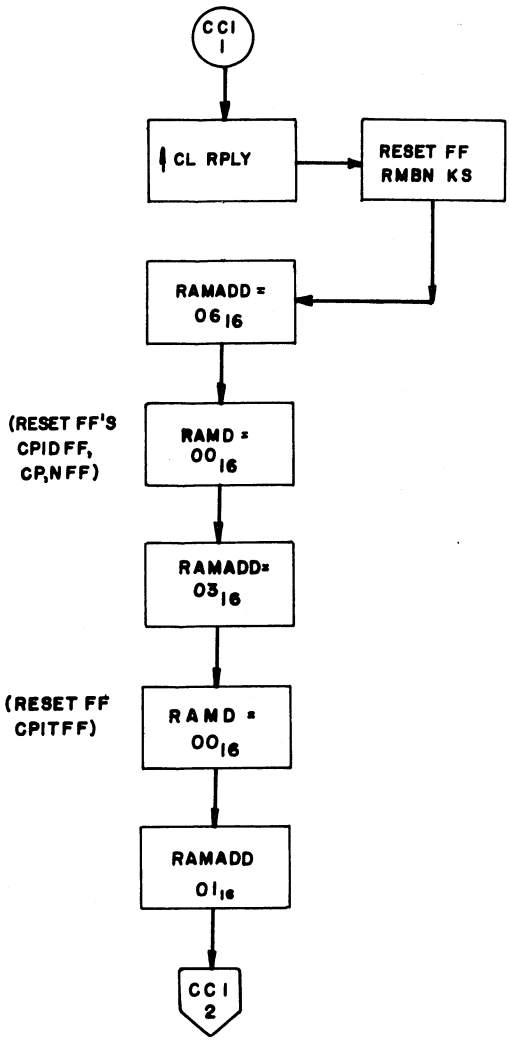 CCI
1
↑ CL RPLY
RESET FF
RMBN KS
RAMADD =
06₁₆
(RESET FF'S
CPIDFF,
CP,NFF)
RAMD =
00₁₆
RAMADD=
03₁₆
(RESET FF
CPITFF)
RAMD =
00₁₆
RAMADD
01₁₆
CCI
2